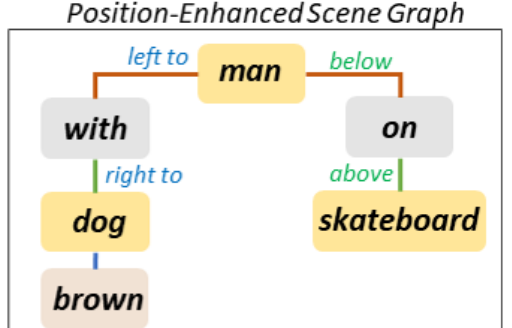 Position-Enhanced Scene Graph
left to
man
below
with
on
right to
above
dog
skateboard
brown